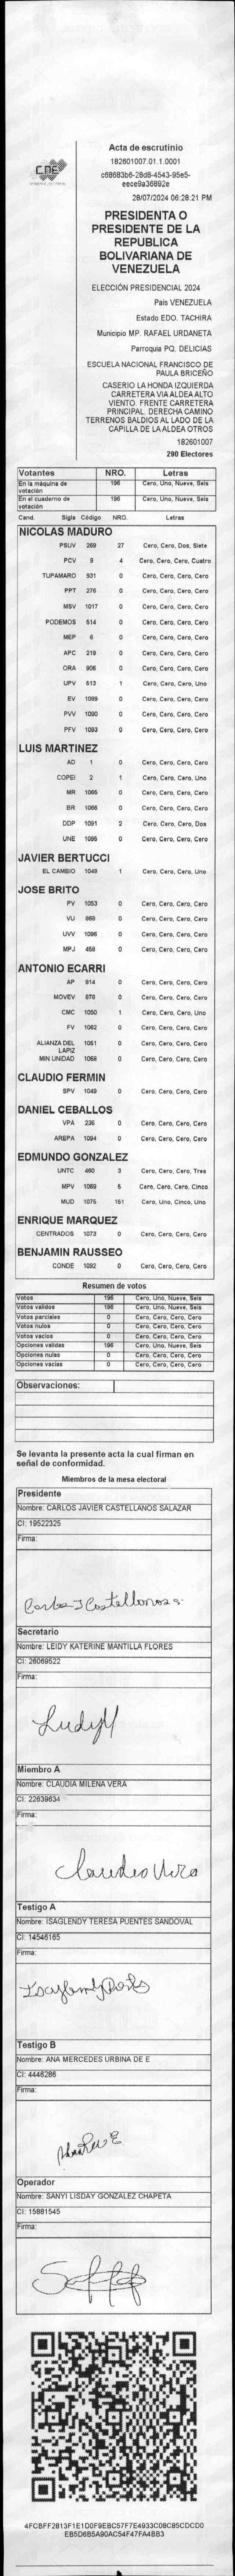 CNE
Acta de escrutinio
182601007.01.1.0001
c68683b6-28d8-4543-95e5-
eece9a36892e
28/07/2024 06:28:21 PM
PRESIDENTA O
PRESIDENTE DE LA
REPUBLICA
BOLIVARIANA DE
VENEZUELA
ELECCIÓN PRESIDENCIAL 2024
Pais VENEZUELA
Estado EDO. TACHIRA
Municipio MP. RAFAEL URDANETA
Parroquia PQ. DELICIAS
ESCUELA NACIONAL FRANCISCO DE
PAULA BRICEÑO
CASERIO LA HONDA IZQUIERDA
CARRETERA VIA ALDEA ALTO
VIENTO. FRENTE CARRETERA
PRINCIPAL. DERECHA CAMINO
TERRENOS BALDIOS AL LADO DE LA
CAPILLA DE LA ALDEA OTROS
182601007
290 Electores
Votantes NRO. Letras
En la máquina de votación 196 Cero, Uno, Nueve, Seis
En el cuaderno de votación 196 Cero, Uno, Nueve, Seis
Cand. Sigla Código NRO. Letras
NICOLAS MADURO
PSUV 269 27 Cero, Cero, Dos, Siete
PCV 9 4 Cero, Cero, Cero, Cuatro
TUPAMARO 931 0 Cero, Cero, Cero, Cero
PPT 276 0 Cero, Cero, Cero, Cero
MSV 1017 0 Cero, Cero, Cero, Cero
PODEMOS 514 0 Cero, Cero, Cero, Cero
MEP 6 0 Cero, Cero, Cero, Cero
APC 219 0 Cero, Cero, Cero, Cero
ORA 906 0 Cero, Cero, Cero, Cero
UPV 513 1 Cero, Cero, Cero, Uno
EV 1089 0 Cero, Cero, Cero, Cero
PVV 1090 0 Cero, Cero, Cero, Cero
PFV 1093 0 Cero, Cero, Cero, Cero
LUIS MARTINEZ
AD 1 0 Cero, Cero, Cero, Cero
COPEI 2 1 Cero, Cero, Cero, Uno
MR 1065 0 Cero, Cero, Cero, Cero
BR 1066 0 Cero, Cero, Cero, Cero
DDP 1091 2 Cero, Cero, Cero, Dos
UNE 1095 0 Cero, Cero, Cero, Cero
JAVIER BERTUCCI
EL CAMBIO 1048 1 Cero, Cero, Cero, Uno
JOSE BRITO
PV 1053 0 Cero, Cero, Cero, Cero
VU 868 0 Cero, Cero, Cero, Cero
UVV 1096 0 Cero, Cero, Cero, Cero
MPJ 458 0 Cero, Cero, Cero, Cero
ANTONIO ECARRI
AP 814 0 Cero, Cero, Cero, Cero
MOVEV 878 0 Cero, Cero, Cero, Cero
CMC 1050 1 Cero, Cero, Cero, Uno
FV 1062 0 Cero, Cero, Cero, Cero
ALIANZA DEL LAPIZ 1051 0 Cero, Cero, Cero, Cero
MIN UNIDAD 1068 0 Cero, Cero, Cero, Cero
CLAUDIO FERMIN
SPV 1049 0 Cero, Cero, Cero, Cero
DANIEL CEBALLOS
VPA 236 0 Cero, Cero, Cero, Cero
AREPA 1094 0 Cero, Cero, Cero, Cero
EDMUNDO GONZALEZ
UNTC 460 3 Cero, Cero, Cero, Tres
MPV 1069 5 Cero, Cero, Cero, Cinco
MUD 1075 151 Cero, Uno, Cinco, Uno
ENRIQUE MARQUEZ
CENTRADOS 1073 0 Cero, Cero, Cero, Cero
BENJAMIN RAUSSEO
CONDE 1092 0 Cero, Cero, Cero, Cero
Resumen de votos
Votos 196 Cero, Uno, Nueve, Seis
Votos validos 196 Cero, Uno, Nueve, Seis
Votos parciales 0 Cero, Cero, Cero, Cero
Votos nulos 0 Cero, Cero, Cero, Cero
Votos vacios 0 Cero, Cero, Cero, Cero
Opciones validas 196 Cero, Uno, Nueve, Seis
Opciones nulas 0 Cero, Cero, Cero, Cero
Opciones vacias 0 Cero, Cero, Cero, Cero
Observaciones:
Se levanta la presente acta la cual firman en
señal de conformidad.
Miembros de la mesa electoral
Presidente
Nombre: CARLOS JAVIER CASTELLANOS SALAZAR
CI: 19522325
Firma:
Carlos J Castellanos s.
Secretario
Nombre: LEIDY KATERINE MANTILLA FLORES
CI: 26069522
Firma:
Miembro A
Nombre: CLAUDIA MILENA VERA
CI: 22639634
Firma:
Claudia Vera
Testigo A
Nombre: ISAGLENDY TERESA PUENTES SANDOVAL
CI: 14546165
Firma:
Testigo B
Nombre: ANA MERCEDES URBINA DE E
CI: 4446286
Firma:
Operador
Nombre: SANYI LISDAY GONZALEZ CHAPETA
CI: 15881545
Firma:
4FCBFF2813F1E1D0F9EBC57F7E4933C08C85CDCD0
EB5D6B5A90AC54F47FA4BB3